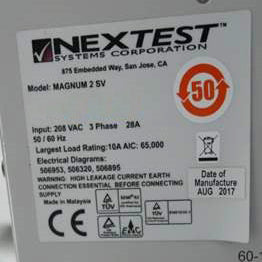 NEXTEST™
SYSTEMS CORPORATION
875 Embedded Way, San Jose, CA
Model: MAGNUM 2 SV
50
Input: 208 VAC 3 Phase 28A
50 / 60 Hz
Largest Load Rating:10A AIC: 65,000
Electrical Diagrams:
506953, 506320, 506895
WARNING: HIGH LEAKAGE CURRENT EARTH
CONNECTION ESSENTIAL BEFORE CONNECTING
SUPPLY
Made in Malaysia
Date of
Manufacture
AUG 2017
CE
TÜV
TÜV
60-